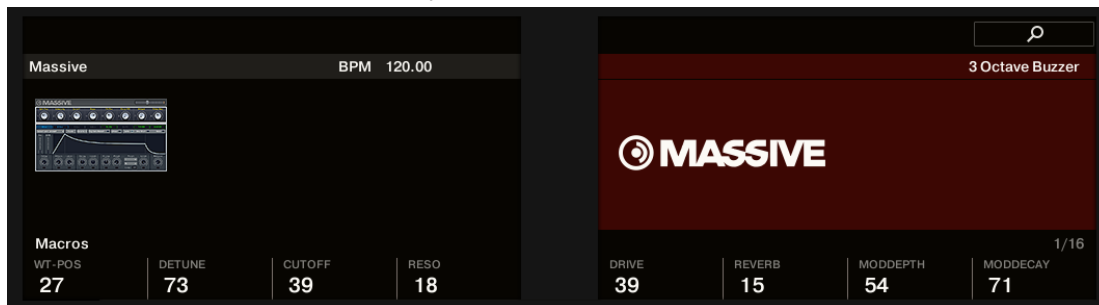 Massive
BPM 120.00
3 Octave Buzzer
MASSIVE
MASSIVE
Macros
1/16
WT-POS DETUNE CUTOFF RESO DRIVE REVERB MODDEPTH MODDECAY
27 73 39 18 39 15 54 71